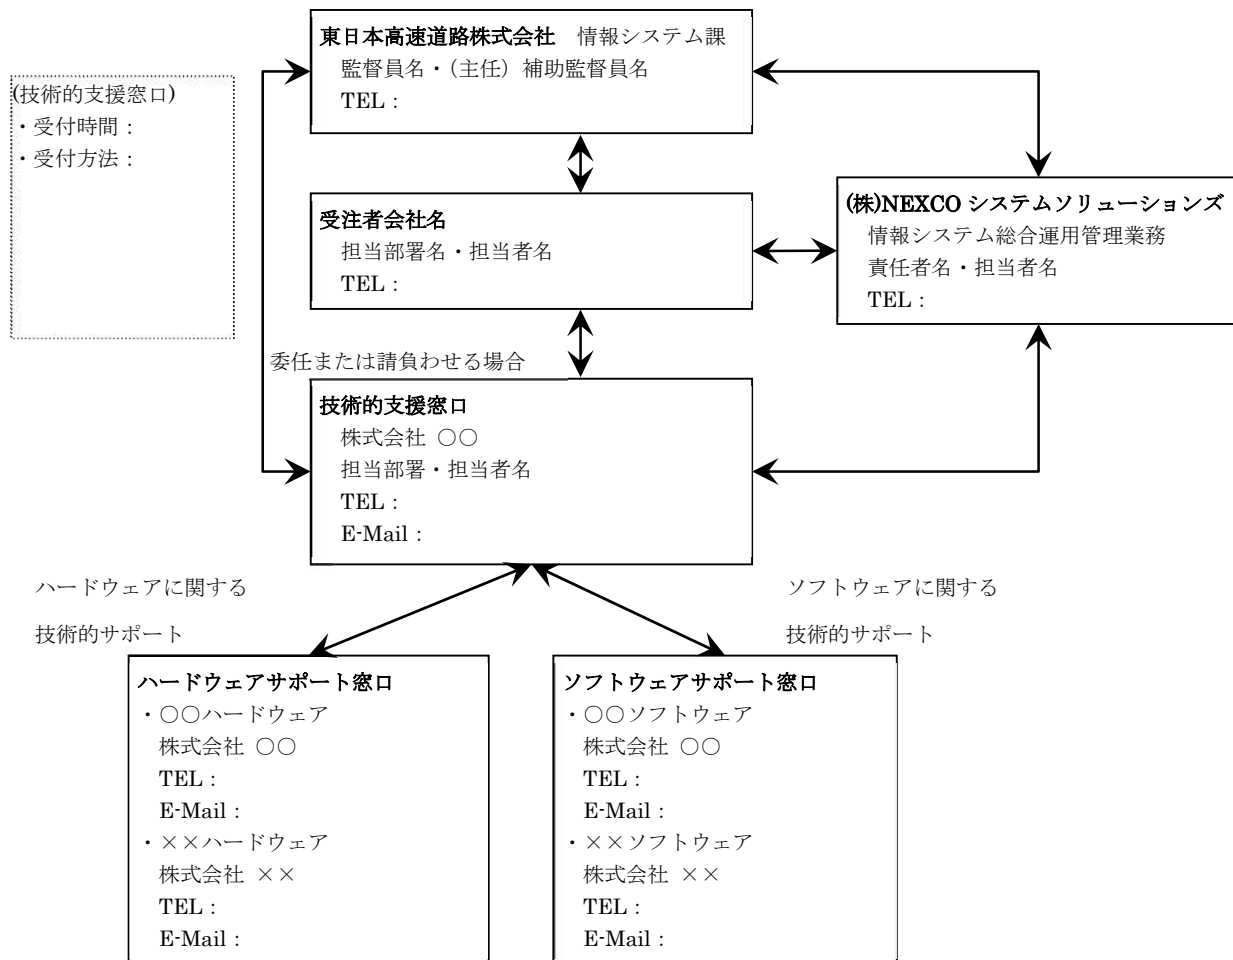 東日本高速道路株式会社　情報システム課
監督員名・(主任) 補助監督員名
TEL：
(技術的支援窓口)
・受付時間：
・受付方法：
受注者会社名
担当部署名・担当者名
TEL：
(株)NEXCO システムソリューションズ
情報システム総合運用管理業務
責任者名・担当者名
TEL：
委任または請負わせる場合
技術的支援窓口
株式会社 ○○
担当部署・担当者名
TEL：
E-Mail：
ハードウェアに関する
技術的サポート
ソフトウェアに関する
技術的サポート
ハードウェアサポート窓口
・○○ハードウェア
株式会社 ○○
TEL：
E-Mail：
・××ハードウェア
株式会社 ××
TEL：
E-Mail：
ソフトウェアサポート窓口
・○○ソフトウェア
株式会社 ○○
TEL：
E-Mail：
・××ソフトウェア
株式会社 ××
TEL：
E-Mail：